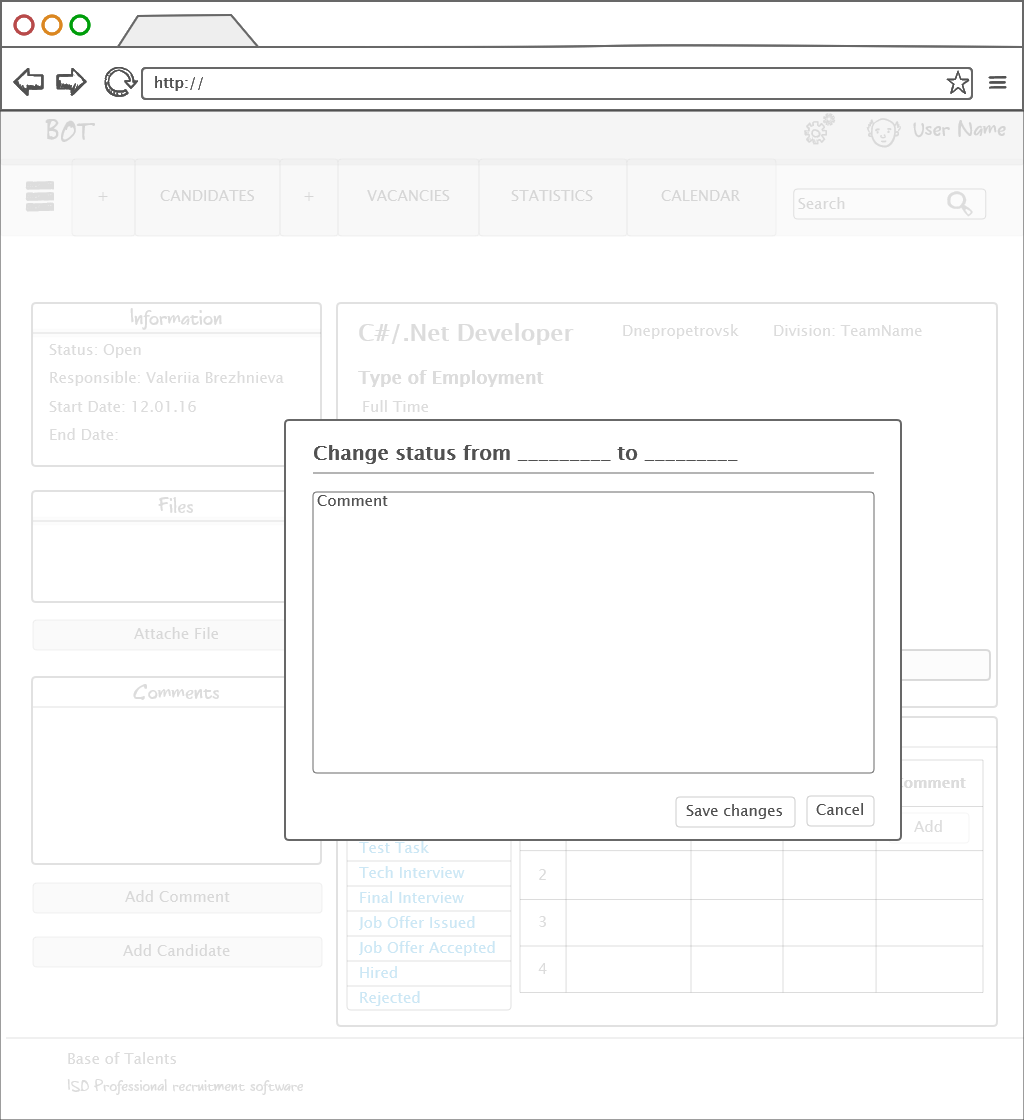 http://
BOT
User Name
+
CANDIDATES
+
VACANCIES
STATISTICS
CALENDAR
Search
Information
Status: Open
Responsible: Valeriia Brezhnieva
Start Date: 12.01.16
End Date:
Files
Attache File
Comments
Add Comment
Add Candidate
C#/.Net Developer
Dnepropetrovsk
Division: TeamName
Type of Employment
Full Time
Change status from _________ to _________
Comment
Save changes
Cancel
omment
Add
Test Task
Tech Interview
Final Interview
Job Offer Issued
Job Offer Accepted
Hired
Rejected
2
3
4
Base of Talents
ISD Professional recruitment software